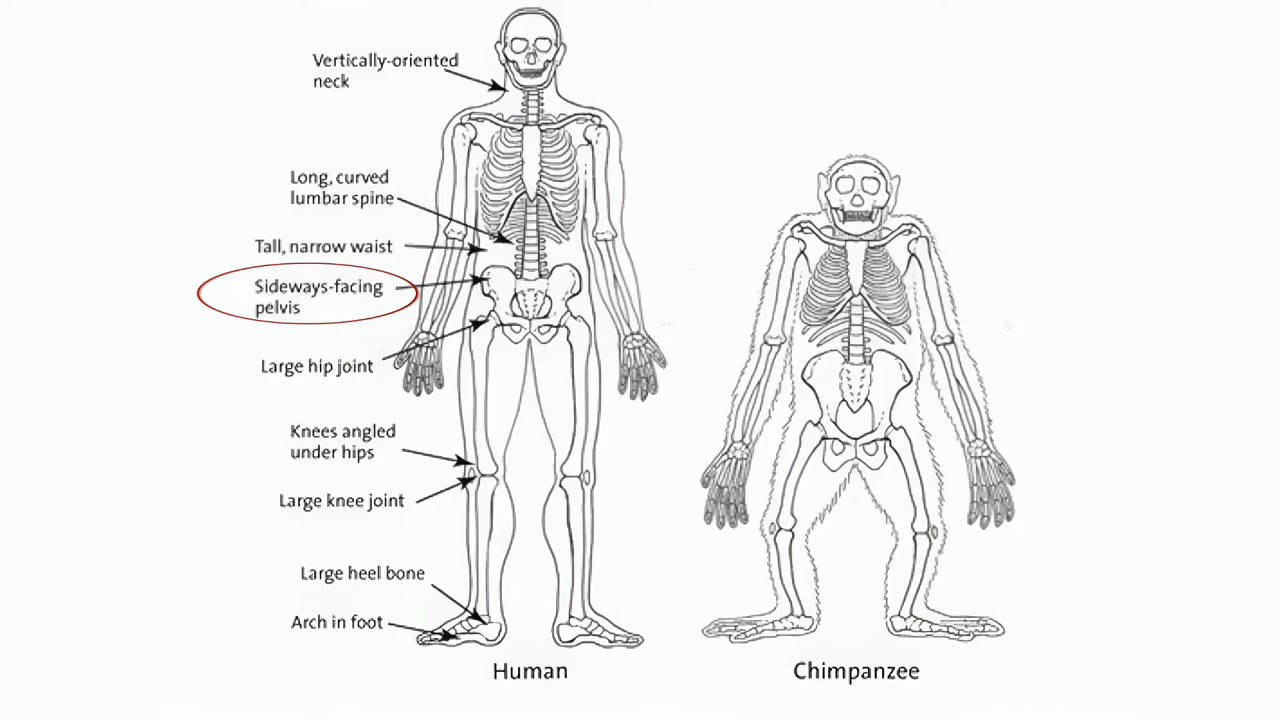 Vertically-oriented
neck
Long, curved
lumbar spine
Tall, narrow waist
Sideways-facing
pelvis
Large hip joint
Knees angled
under hips
Large knee joint
Large heel bone
Arch in foot
Human
Chimpanzee